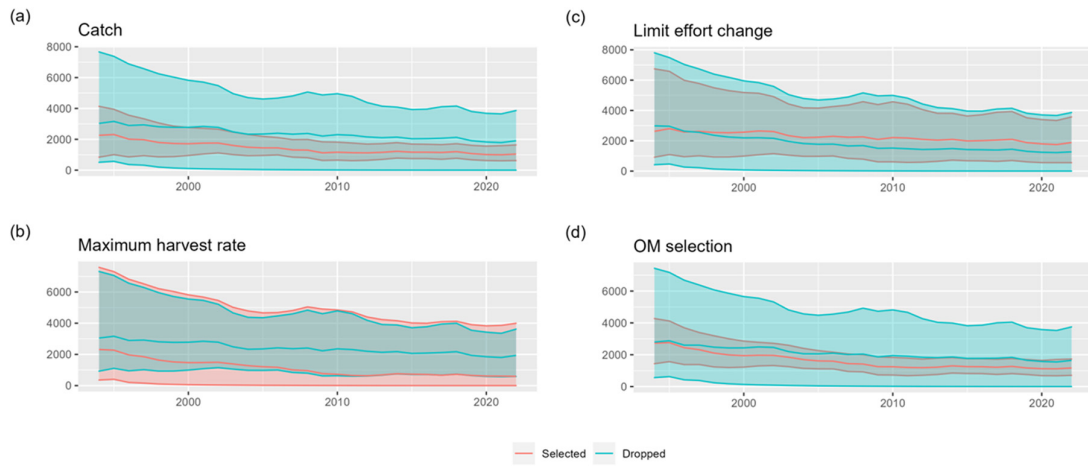 (a)
Catch
8000
6000
4000
2000
0
2000 2010 2020
(c)
Limit effort change
8000
6000
4000
2000
0
2000 2010 2020
(b)
Maximum harvest rate
6000
4000
2000
0
2000 2010 2020
(d)
OM selection
6000
4000
2000
0
2000 2010 2020
Selected Dropped